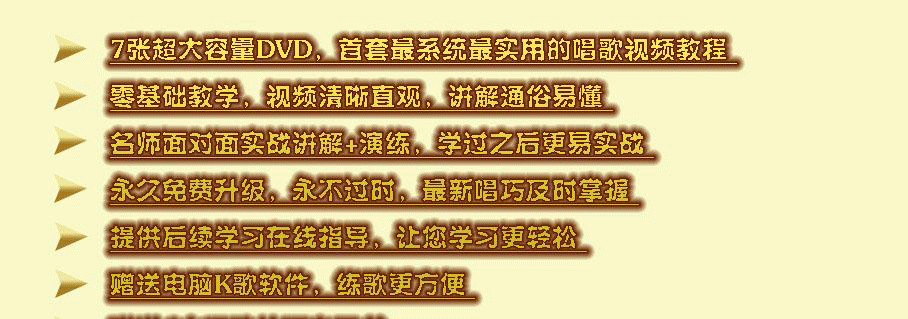 7张超大容量DVD，首套最系统最实用的唱歌视频教程
零基础教学，视频清晰直观，讲解通俗易懂
名师面对面实战讲解+演练，学过之后更易实战
永久免费升级，永不过时，最新唱巧及时掌握
提供后续学习在线指导，让您学习更轻松
赠送电脑K歌软件，练歌更方便